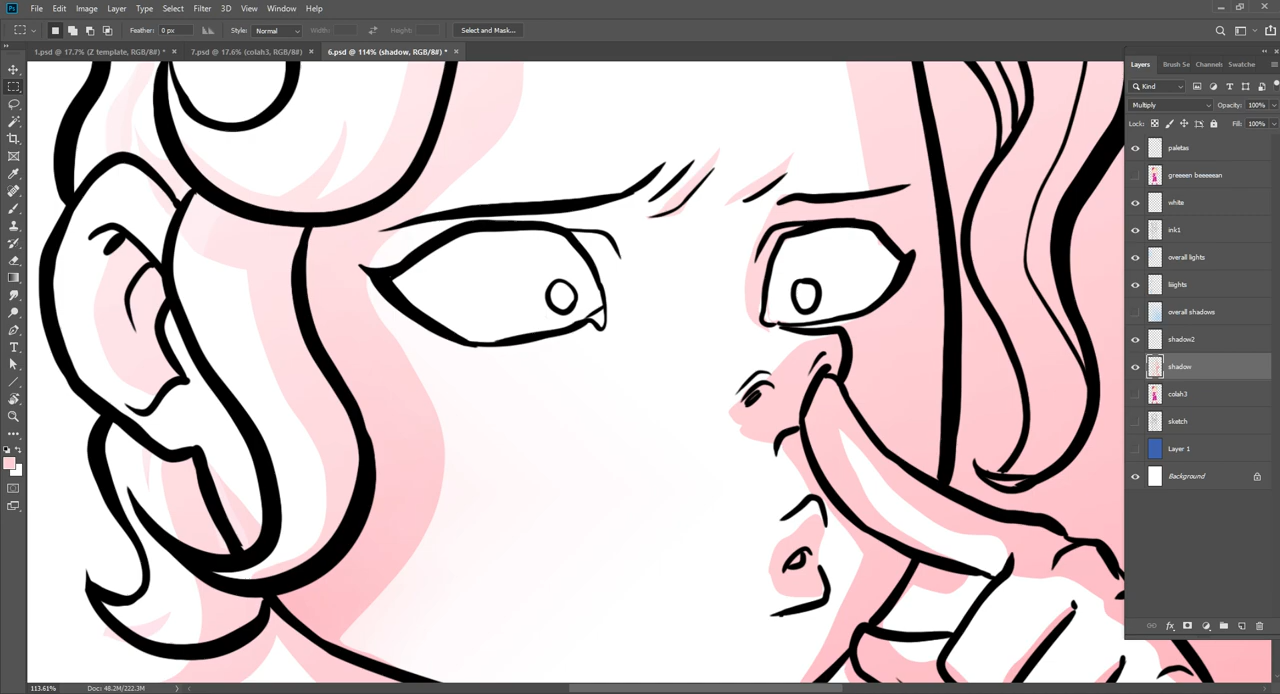 Ps File Edit Image Layer Type Select Filter 3D View Window Help
Feather: 0 px Style: Normal Width: Height: Select and Mask...
1.psd @ 17.7% (Z template, RGB/8#) * × 7.psd @ 17.6% (colah3, RGB/8#) × 6.psd @ 114% (shadow, RGB/8#) * ×
Layers Brush Se Channels Swatche
Kind
Multiply Opacity: 100%
Lock: Fill: 100%
paletas
greeeen beeeeean
white
ink1
overall lights
liiights
overall shadows
shadow2
shadow
colah3
sketch
Layer 1
Background
fx
113.61% Doc: 48.2M/222.3M